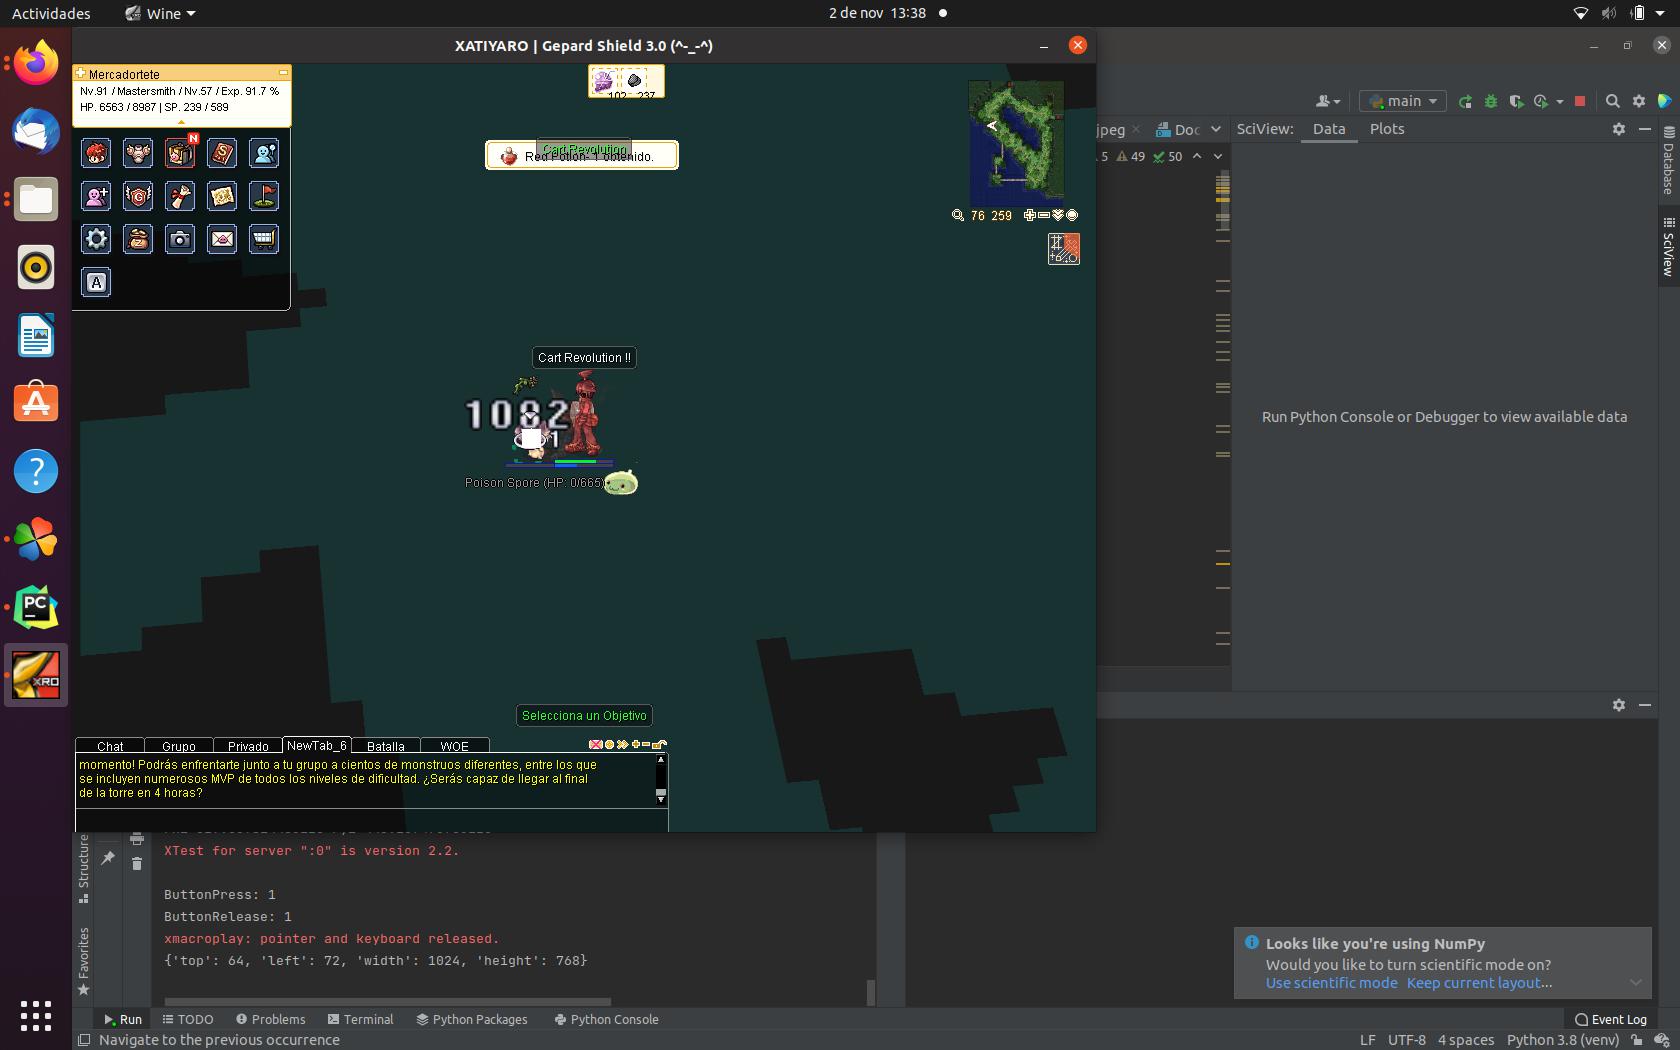 Actividades
Wine
2 de nov 13:38
XATIYARO | Gepard Shield 3.0 (^-_-^)
Mercadortete
Nv.91 / Mastersmith / Nv.57 / Exp. 91.7 %
HP. 6563 / 8987 | SP. 239 / 589
N
A
102 237
Cart Revolution
Red Potion- 1 obtenido.
76 259
Cart Revolution !!
1082
1
Poison Spore (HP: 0/665)
Selecciona un Objetivo
Chat
Grupo
Privado
NewTab_6
Batalla
WOE
momento! Podrás enfrentarte junto a tu grupo a cientos de monstruos diferentes, entre los que
se incluyen numerosos MVP de todos los niveles de dificultad. ¿Serás capaz de llegar al final
de la torre en 4 horas?
main
jpeg
Doc
SciView:
Data
Plots
5
49
50
Database
SciView
Run Python Console or Debugger to view available data
PC
XRO
XTest for server ":0" is version 2.2.
ButtonPress: 1
ButtonRelease: 1
xmacroplay: pointer and keyboard released.
{'top': 64, 'left': 72, 'width': 1024, 'height': 768}
Structure
Favorites
Looks like you're using NumPy
Would you like to turn scientific mode on?
Use scientific mode
Keep current layout...
Run
TODO
Problems
Terminal
Python Packages
Python Console
Event Log
Navigate to the previous occurrence
LF
UTF-8
4 spaces
Python 3.8 (venv)